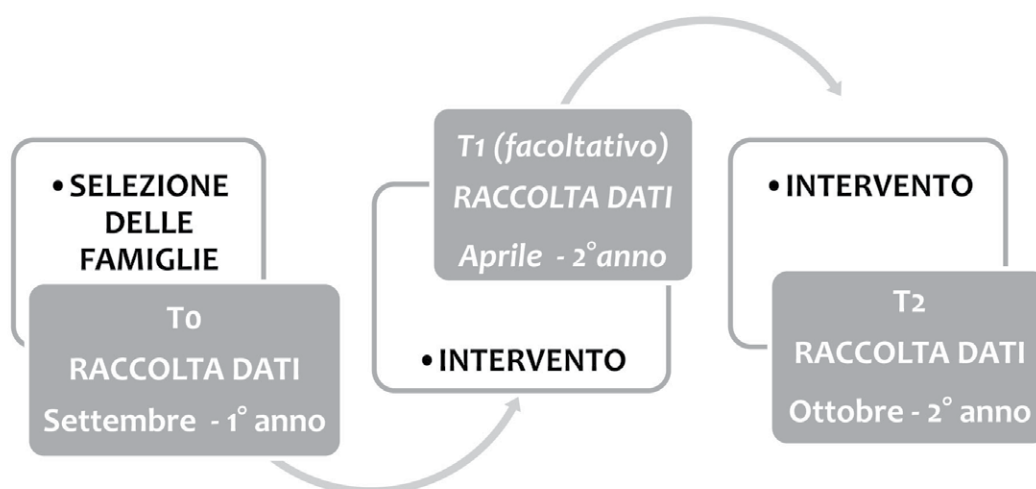 • SELEZIONE
DELLE
FAMIGLIE
T0
RACCOLTA DATI
Settembre - 1° anno
T1 (facoltativo)
RACCOLTA DATI
Aprile - 2°anno
• INTERVENTO
• INTERVENTO
T2
RACCOLTA DATI
Ottobre - 2° anno